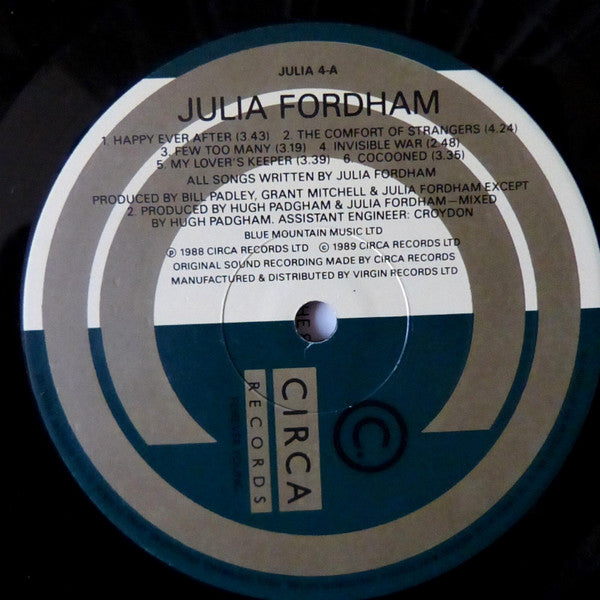 JULIA 4-A
JULIA FORDHAM
1. HAPPY EVER AFTER (3.43) 2. THE COMFORT OF STRANGERS (4.24)
3. FEW TOO MANY (3.19) 4. INVISIBLE WAR (2.48)
5. MY LOVER'S KEEPER (3.39) 6. COCOONED (3.35)
ALL SONGS WRITTEN BY JULIA FORDHAM
PRODUCED BY BILL PADLEY, GRANT MITCHELL & JULIA FORDHAM EXCEPT
2. PRODUCED BY HUGH PADGHAM & JULIA FORDHAM—MIXED
BY HUGH PADGHAM. ASSISTANT ENGINEER: CROYDON
BLUE MOUNTAIN MUSIC LTD
℗ 1988 CIRCA RECORDS LTD © 1989 CIRCA RECORDS LTD
ORIGINAL SOUND RECORDING MADE BY CIRCA RECORDS
MANUFACTURED & DISTRIBUTED BY VIRGIN RECORDS LTD
CIRCA
RECORDS
C.